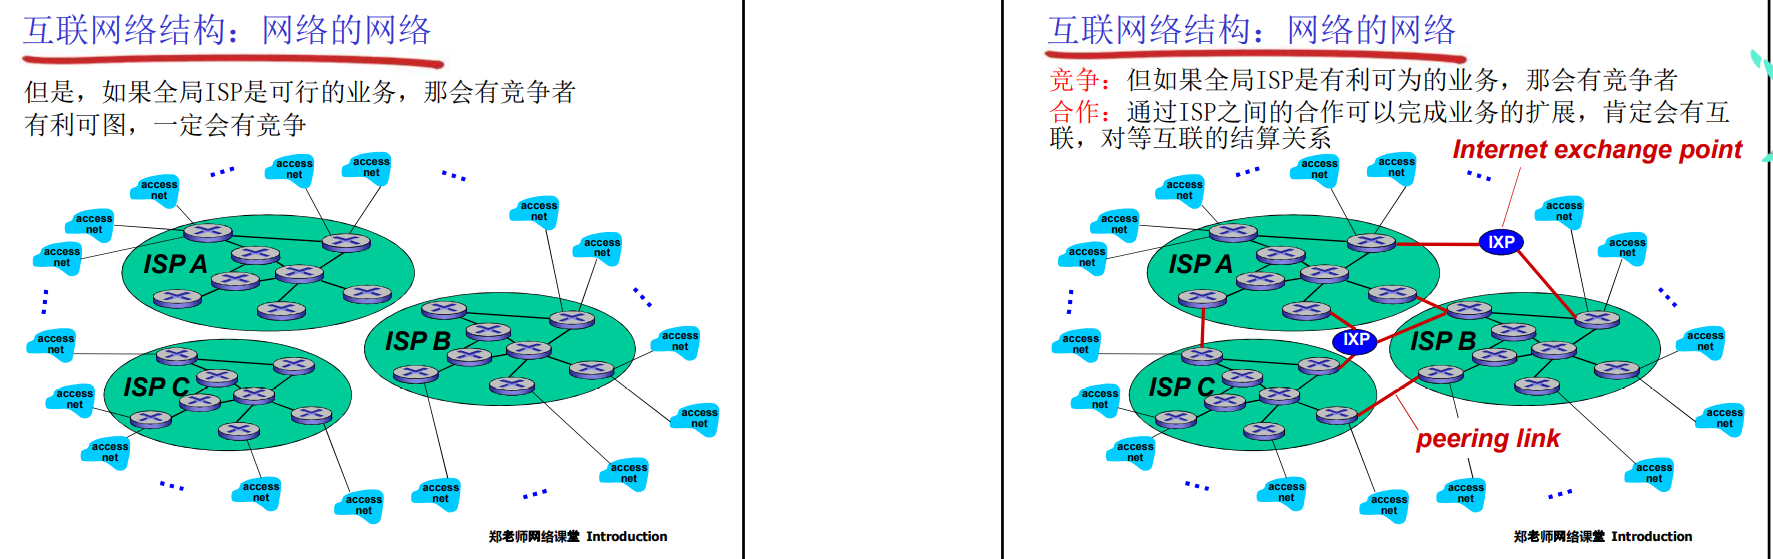 互联网络结构：网络的网络
但是，如果全局ISP是可行的业务，那会有竞争者
有利可图，一定会有竞争
access net
access net
access net
access net
access net
access net
access net
ISP A
access net
ISP B
access net
access net
ISP C
access net
access net
access net
access net
access net
access net
access net
郑老师网络课堂 Introduction
互联网络结构：网络的网络
竞争：但如果全局ISP是有利可为的业务，那会有竞争者
合作：通过ISP之间的合作可以完成业务的扩展，肯定会有互
联，对等互联的结算关系
Internet exchange point
access net
access net
access net
access net
access net
access net
IXP
access net
ISP A
access net
IXP
ISP B
access net
access net
ISP C
access net
access net
peering link
access net
access net
access net
access net
access net
郑老师网络课堂 Introduction